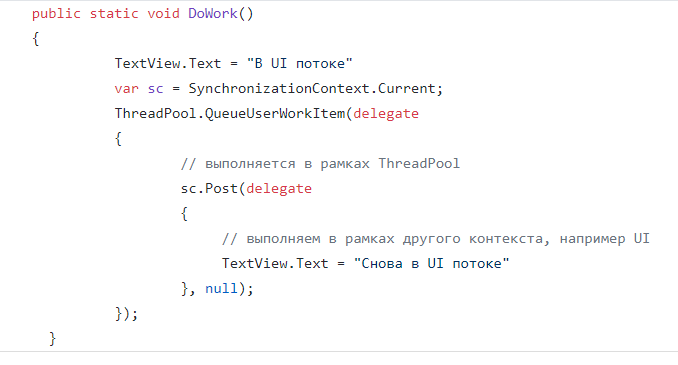 public static void DoWork()
{
TextView.Text = "В UI потоке"
var sc = SynchronizationContext.Current;
ThreadPool.QueueUserWorkItem(delegate
{
// выполняется в рамках ThreadPool
sc.Post(delegate
{
// выполняем в рамках другого контекста, например UI
TextView.Text = "Снова в UI потоке"
}, null);
});
}